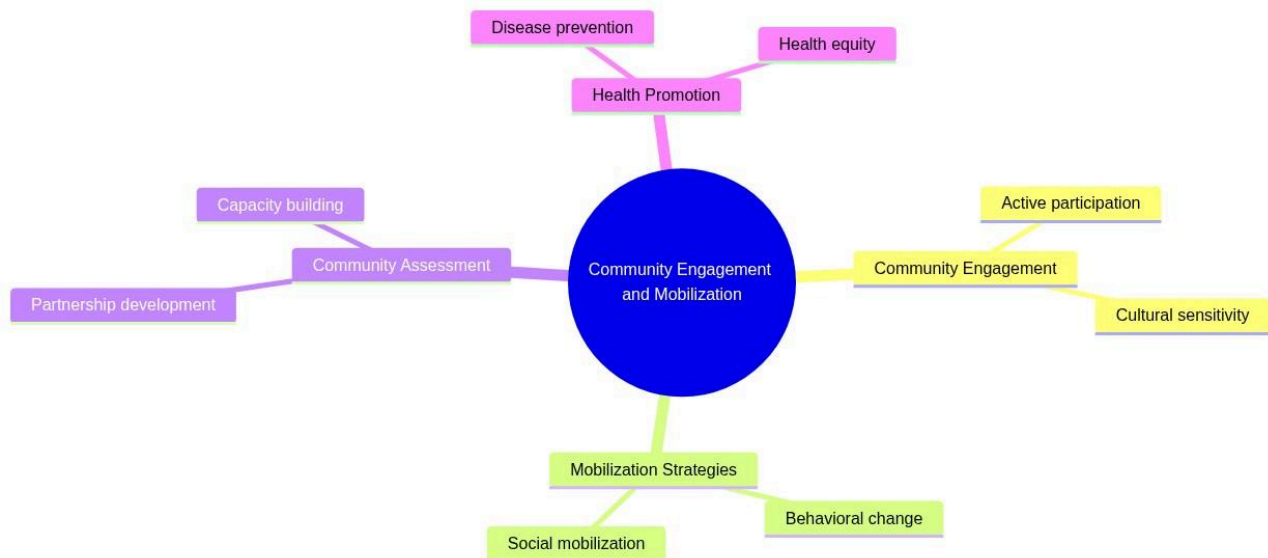 Disease prevention
Health equity
Health Promotion
Capacity building
Active participation
Community Assessment
Community Engagement
and Mobilization
Community Engagement
Partnership development
Cultural sensitivity
Mobilization Strategies
Behavioral change
Social mobilization